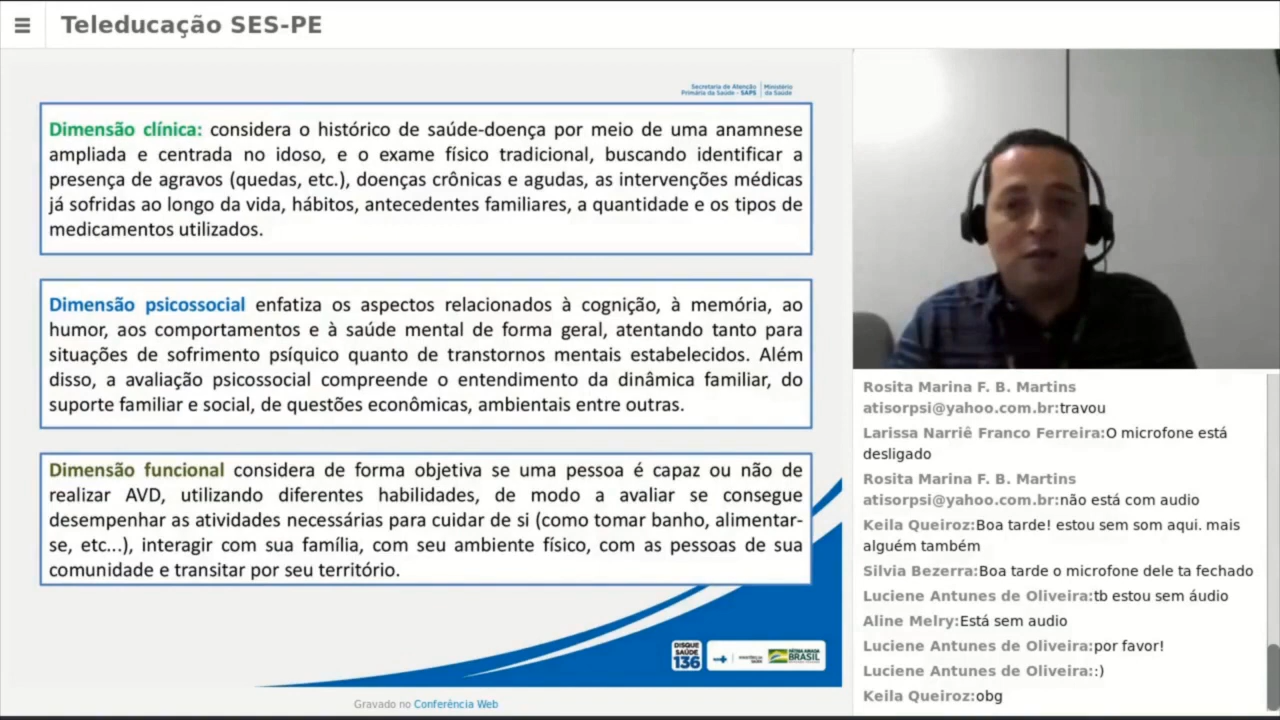 Teleducação SES-PE
Secretaria de Atenção
Primária da Saúde - SAPS
Ministério
da Saúde
Dimensão clínica: considera o histórico de saúde-doença por meio de uma anamnese
ampliada e centrada no idoso, e o exame físico tradicional, buscando identificar a
presença de agravos (quedas, etc.), doenças crônicas e agudas, as intervenções médicas
já sofridas ao longo da vida, hábitos, antecedentes familiares, a quantidade e os tipos de
medicamentos utilizados.
Dimensão psicossocial enfatiza os aspectos relacionados à cognição, à memória, ao
humor, aos comportamentos e à saúde mental de forma geral, atentando tanto para
situações de sofrimento psíquico quanto de transtornos mentais estabelecidos. Além
disso, a avaliação psicossocial compreende o entendimento da dinâmica familiar, do
suporte familiar e social, de questões econômicas, ambientais entre outras.
Dimensão funcional considera de forma objetiva se uma pessoa é capaz ou não de
realizar AVD, utilizando diferentes habilidades, de modo a avaliar se consegue
desempenhar as atividades necessárias para cuidar de si (como tomar banho, alimentar-
se, etc...), interagir com sua família, com seu ambiente físico, com as pessoas de sua
comunidade e transitar por seu território.
DISQUE
SAÚDE
136
PÁTRIA AMADA
BRASIL
Gravado no Conferência Web
Rosita Marina F. B. Martins
atisorpsi@yahoo.com.br:travou
Larissa Narriê Franco Ferreira:O microfone está
desligado
Rosita Marina F. B. Martins
atisorpsi@yahoo.com.br:não está com audio
Keila Queiroz:Boa tarde! estou sem som aqui. mais
alguém também
Silvia Bezerra:Boa tarde o microfone dele ta fechado
Luciene Antunes de Oliveira:tb estou sem áudio
Aline Melry:Está sem audio
Luciene Antunes de Oliveira:por favor!
Luciene Antunes de Oliveira::)
Keila Queiroz:obg